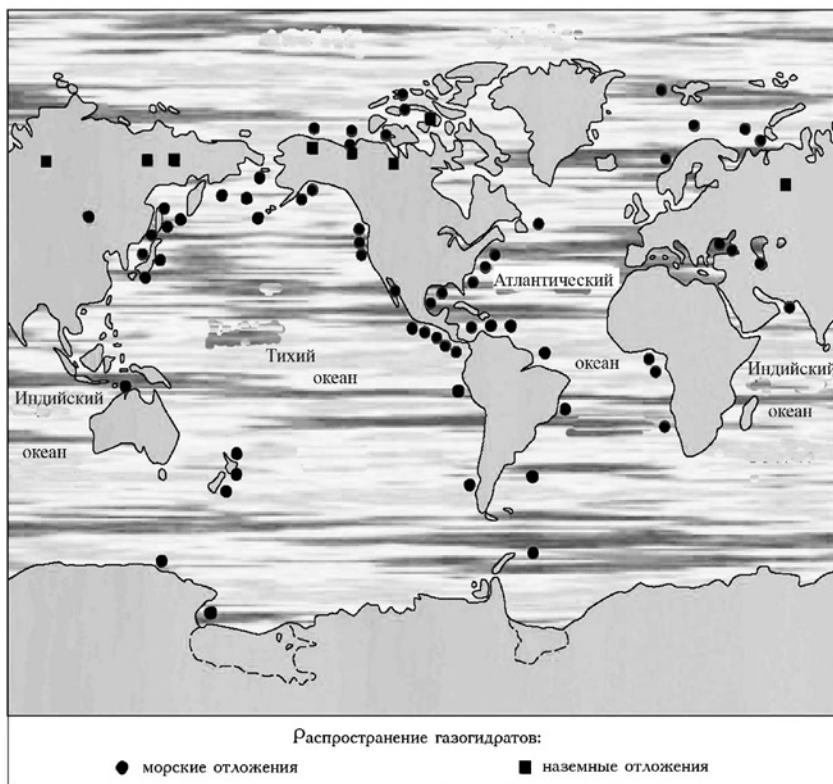 Атлантический
Тихий
океан
океан
Индийский
Индийский
океан
океан
Распространение газогидратов:
морские отложения
наземные отложения